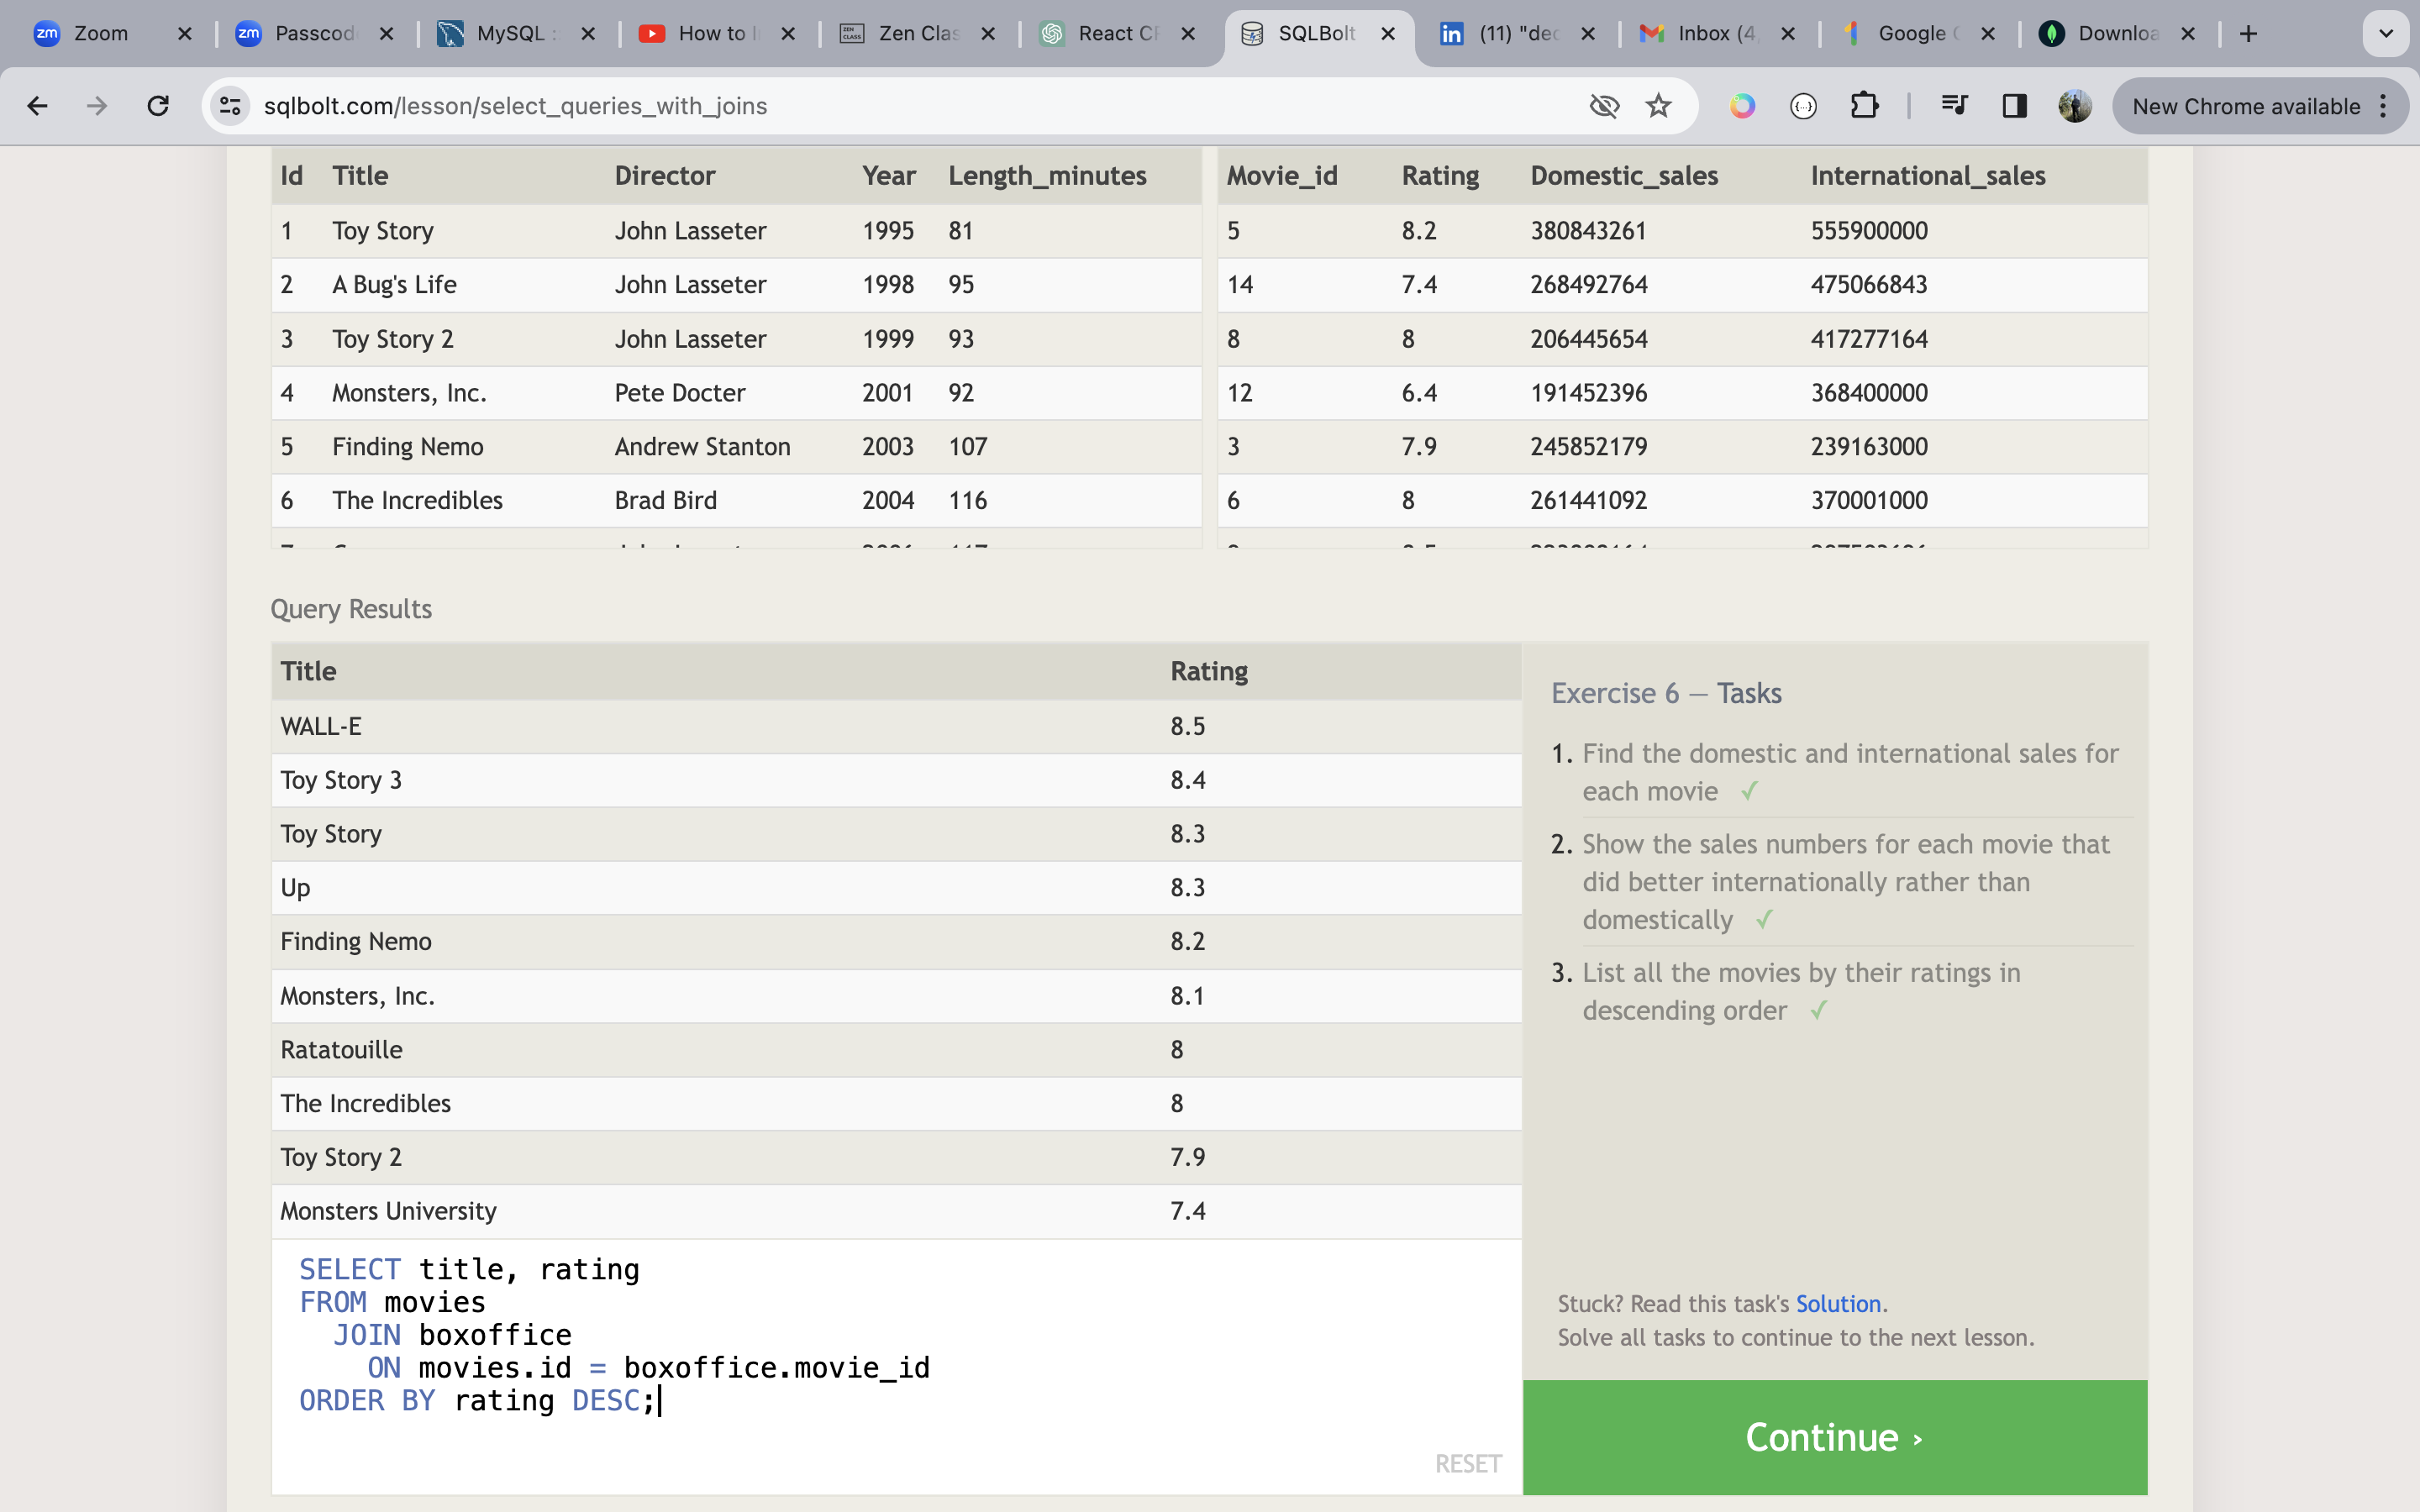 Zoom
Passcod
MySQL :
How to I
Zen Clas
React C
SQLBolt
(11) "dec
Inbox (4,
Google
Downloa
sqlbolt.com/lesson/select_queries_with_joins
New Chrome available
Id Title Director Year Length_minutes
1 Toy Story John Lasseter 1995 81
2 A Bug's Life John Lasseter 1998 95
3 Toy Story 2 John Lasseter 1999 93
4 Monsters, Inc. Pete Docter 2001 92
5 Finding Nemo Andrew Stanton 2003 107
6 The Incredibles Brad Bird 2004 116
Movie_id Rating Domestic_sales International_sales
5 8.2 380843261 555900000
14 7.4 268492764 475066843
8 8 206445654 417277164
12 6.4 191452396 368400000
3 7.9 245852179 239163000
6 8 261441092 370001000
Query Results
Title Rating
WALL-E 8.5
Toy Story 3 8.4
Toy Story 8.3
Up 8.3
Finding Nemo 8.2
Monsters, Inc. 8.1
Ratatouille 8
The Incredibles 8
Toy Story 2 7.9
Monsters University 7.4
SELECT title, rating
FROM movies
JOIN boxoffice
ON movies.id = boxoffice.movie_id
ORDER BY rating DESC;
RESET
Exercise 6 — Tasks
1. Find the domestic and international sales for
each movie ✓
2. Show the sales numbers for each movie that
did better internationally rather than
domestically ✓
3. List all the movies by their ratings in
descending order ✓
Stuck? Read this task's Solution.
Solve all tasks to continue to the next lesson.
Continue ›